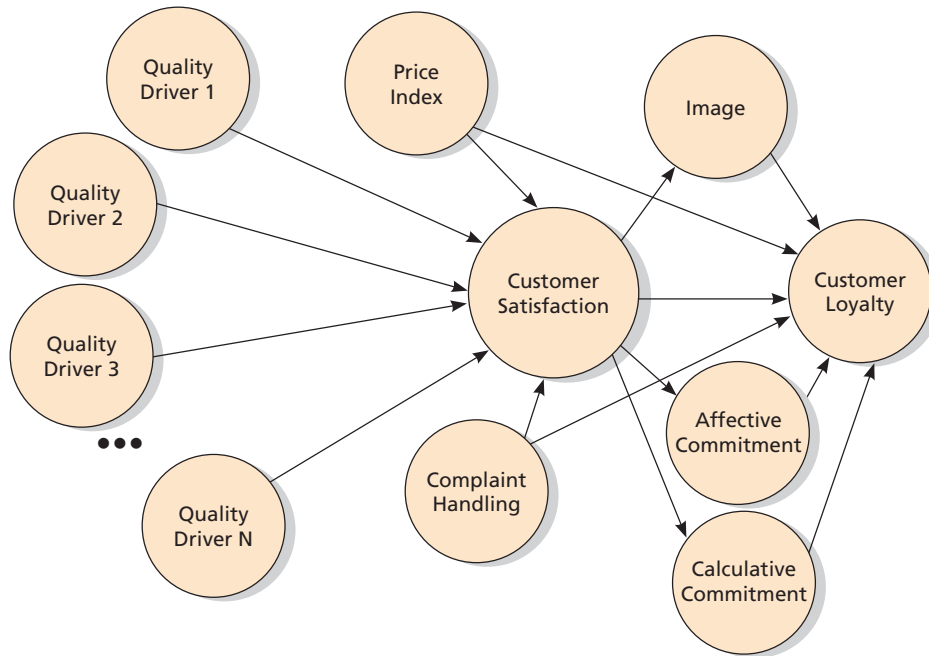 Quality
Driver 1
Price
Index
Image
Quality
Driver 2
Customer
Satisfaction
Customer
Loyalty
Quality
Driver 3
Affective
Commitment
Complaint
Handling
Quality
Driver N
Calculative
Commitment